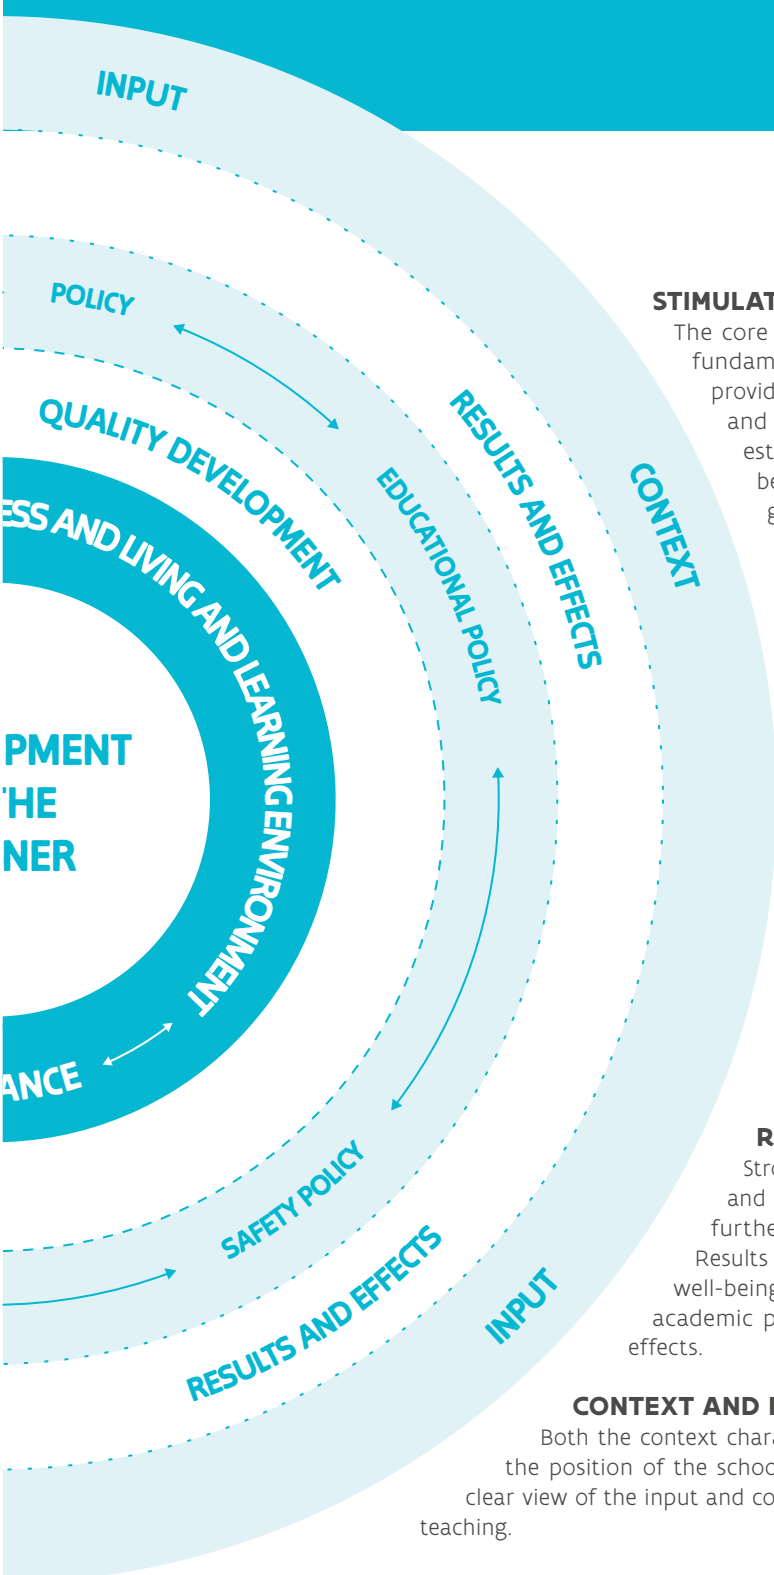 INPUT
POLICY
QUALITY DEVELOPMENT
EDUCATIONAL POLICY
RESULTS AND EFFECTS
CONTEXT
ESS AND LIVING AND LEARNING ENVIRONMENT
PMENT
THE
NER
ANCE
SAFETY POLICY
RESULTS AND EFFECTS
INPUT
STIMULAT
The core
fundam
provid
and
est
be
g
R
Stro
and
furthe
Results
well-being
academic p
effects.
CONTEXT AND I
Both the context chara
the position of the schoo
clear view of the input and co
teaching.